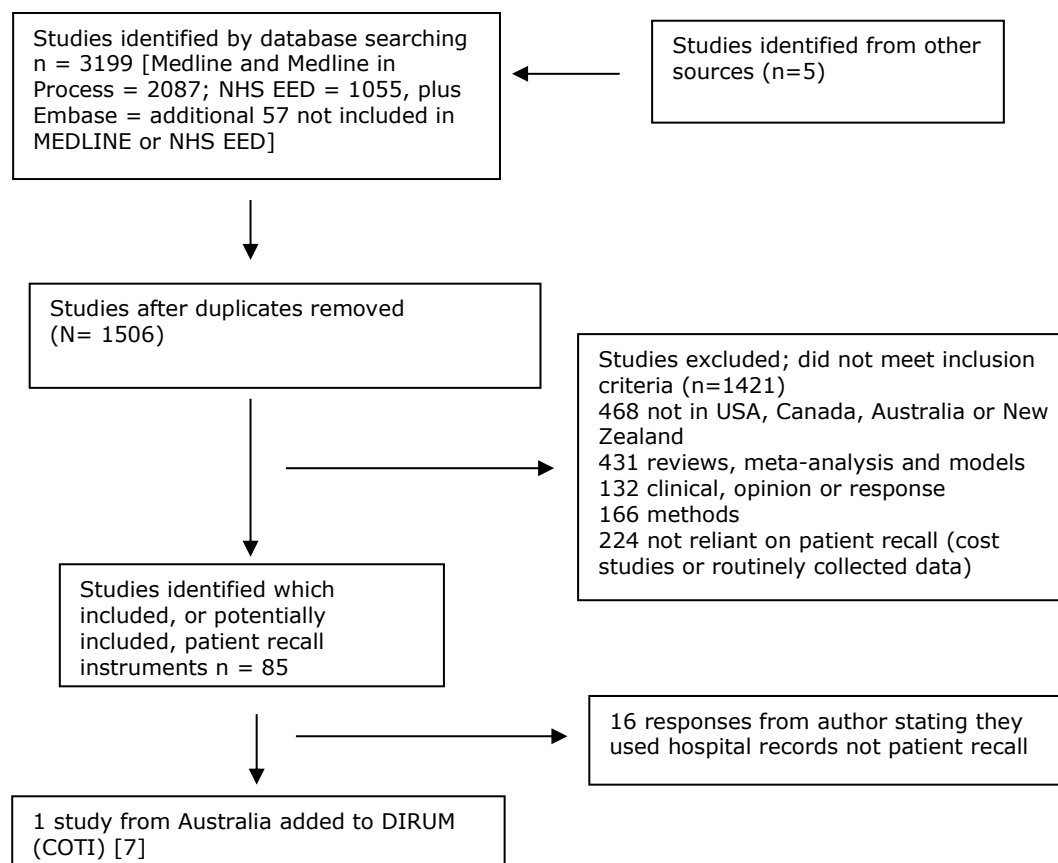 Studies identified by database searching
n = 3199 [Medline and Medline in
Process = 2087; NHS EED = 1055, plus
Embase = additional 57 not included in
MEDLINE or NHS EED]
Studies identified from other
sources (n=5)
Studies after duplicates removed
(N= 1506)
Studies excluded; did not meet inclusion
criteria (n=1421)
468 not in USA, Canada, Australia or New
Zealand
431 reviews, meta-analysis and models
132 clinical, opinion or response
166 methods
224 not reliant on patient recall (cost
studies or routinely collected data)
Studies identified which
included, or potentially
included, patient recall
instruments n = 85
16 responses from author stating they
used hospital records not patient recall
1 study from Australia added to DIRUM
(COTI) [7]